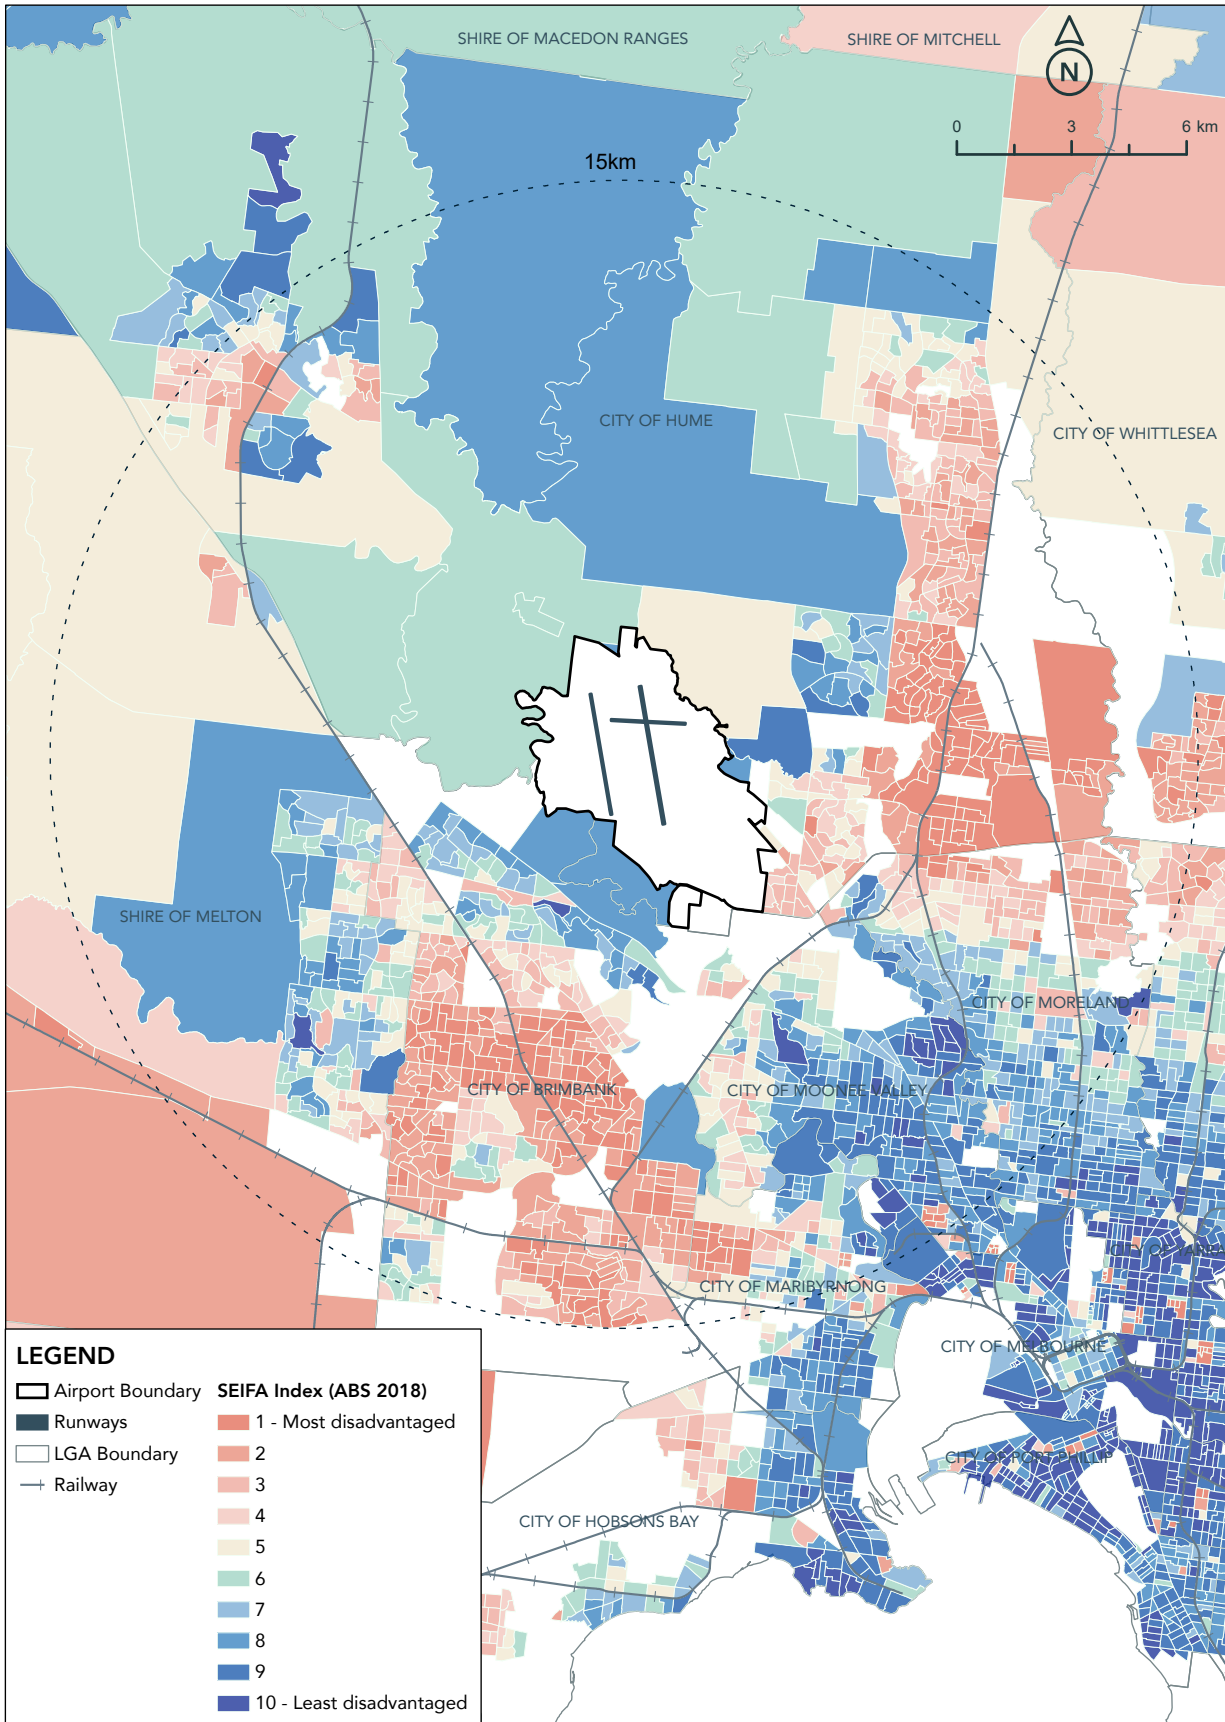 SHIRE OF MACEDON RANGES
SHIRE OF MITCHELL
N
0 3 6 km
15km
CITY OF HUME
CITY OF WHITTLESEA
SHIRE OF MELTON
CITY OF MORELAND
CITY OF BRIMBANK
CITY OF MOONEE VALLEY
CITY OF YARRA
CITY OF MARIBYRNONG
CITY OF MELBOURNE
CITY OF PORT PHILLIP
CITY OF HOBSONS BAY
LEGEND
Airport Boundary
Runways
LGA Boundary
Railway
SEIFA Index (ABS 2018)
1 - Most disadvantaged
2
3
4
5
6
7
8
9
10 - Least disadvantaged